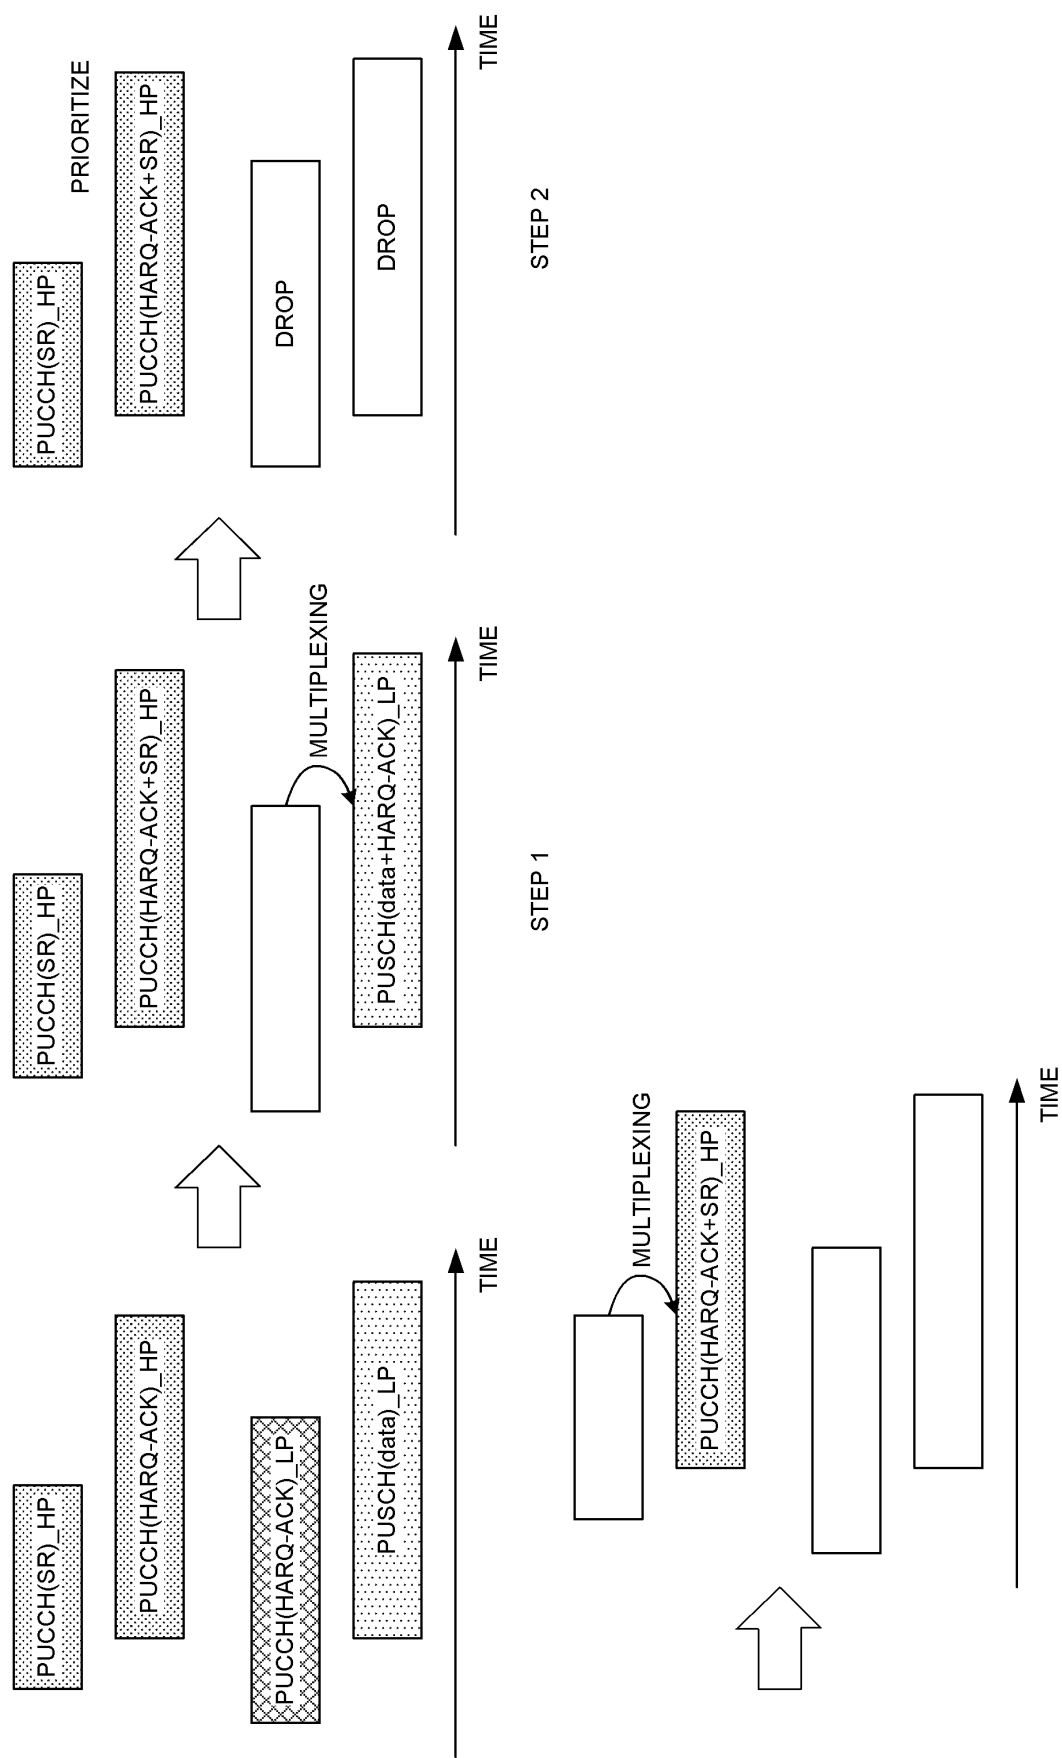 PUCCH(SR)_HP
PUCCH(HARQ-ACK)_HP
PUCCH(HARQ-ACK)_LP
PUSCH(data)_LP
TIME
PUCCH(SR)_HP
PUCCH(HARQ-ACK+SR)_HP
MULTIPLEXING
PUSCH(data+HARQ-ACK)_LP
TIME
STEP 1
PUCCH(SR)_HP
PRIORITIZE
PUCCH(HARQ-ACK+SR)_HP
DROP
DROP
TIME
STEP 2
MULTIPLEXING
PUCCH(HARQ-ACK+SR)_HP
TIME